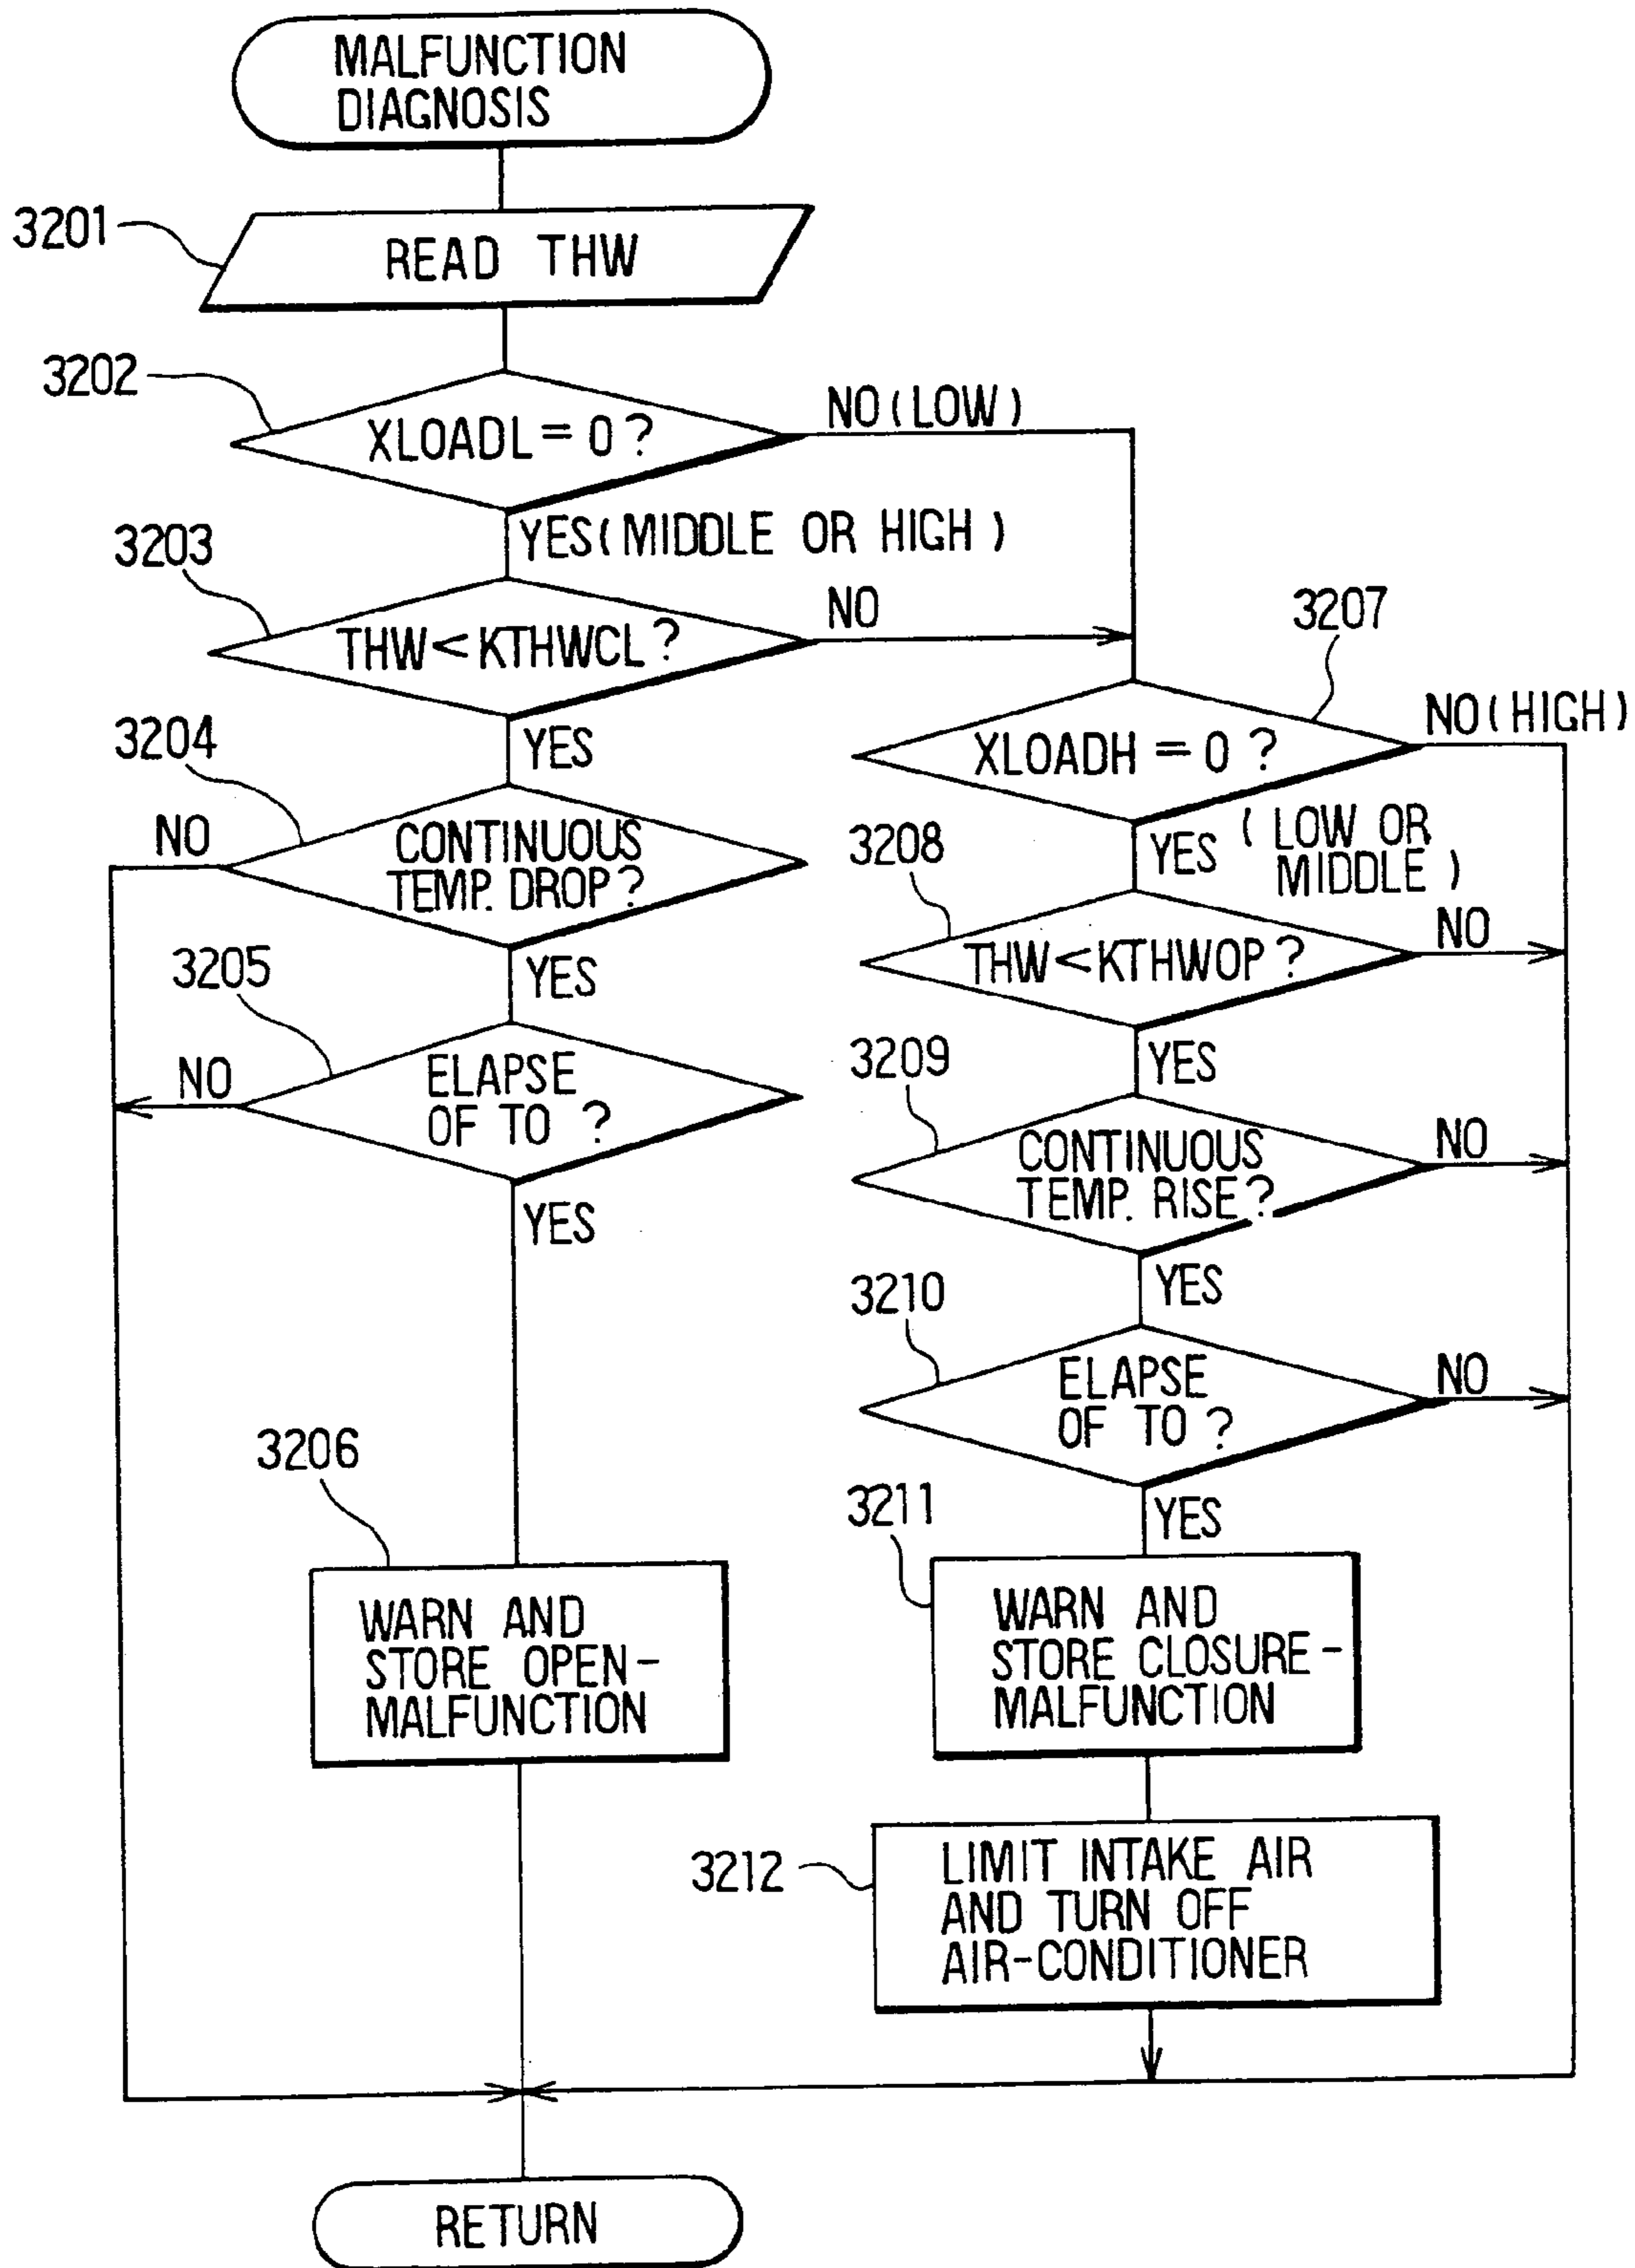 MALFUNCTION
DIAGNOSIS
3201
READ THW
3202
XLOADL = 0 ?
NO (LOW)
YES (MIDDLE OR HIGH)
3203
THW < KTHWCL ?
NO
YES
3204
CONTINUOUS
TEMP. DROP ?
NO
YES
3205
ELAPSE
OF TO ?
NO
YES
3206
WARN AND
STORE OPEN-
MALFUNCTION
3207
XLOADH = 0 ?
NO (HIGH)
YES (LOW OR
MIDDLE)
3208
THW < KTHWOP ?
NO
YES
3209
CONTINUOUS
TEMP. RISE ?
NO
YES
3210
ELAPSE
OF TO ?
NO
YES
3211
WARN AND
STORE CLOSURE-
MALFUNCTION
3212
LIMIT INTAKE AIR
AND TURN OFF
AIR-CONDITIONER
RETURN